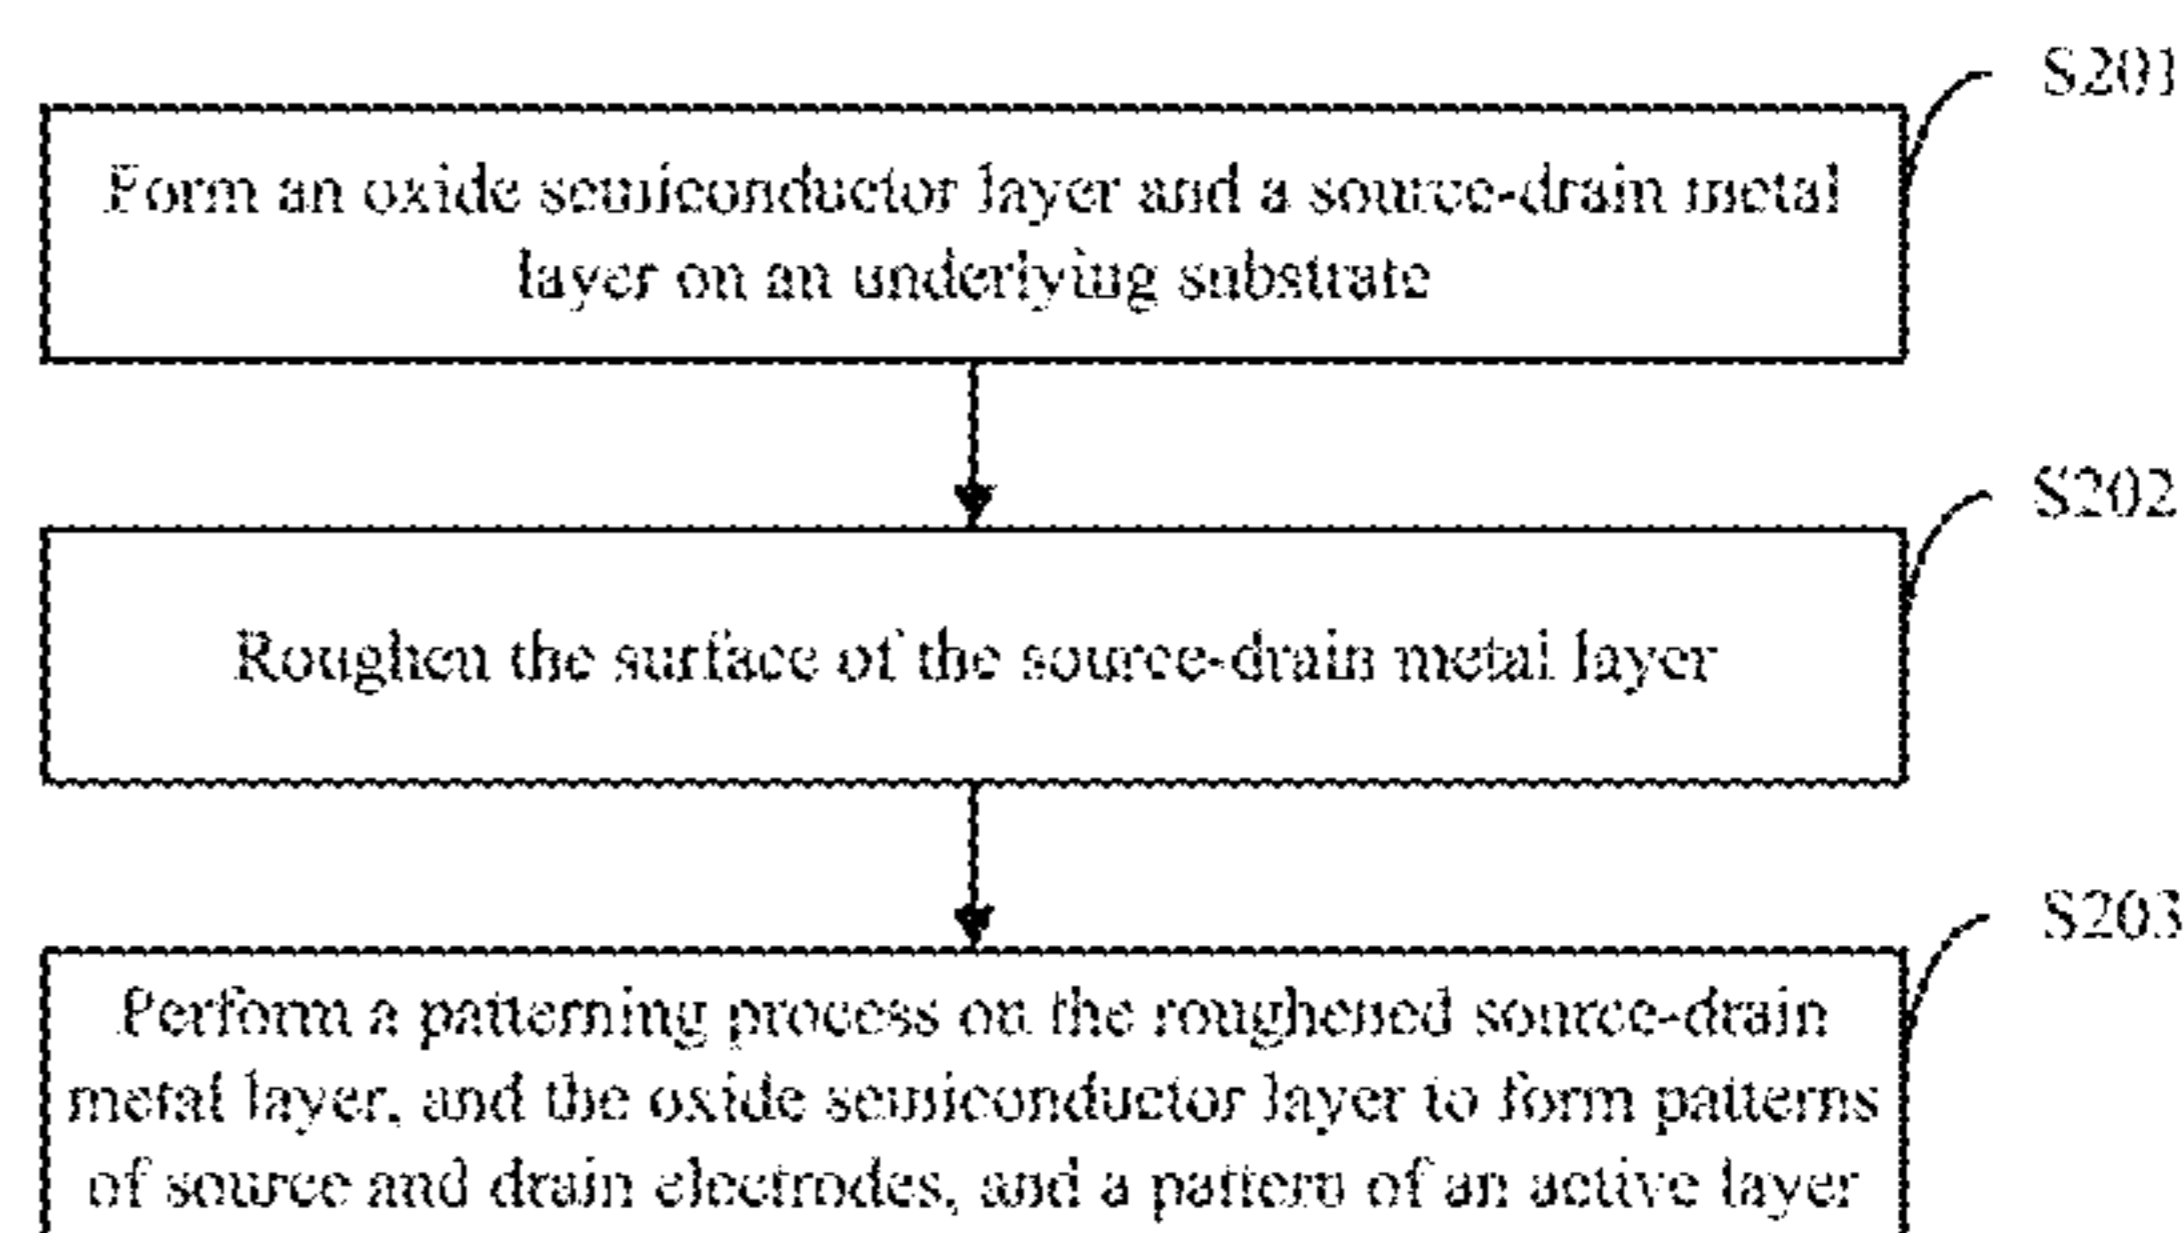 S201
Form an oxide semiconductor layer and a source-drain metal
layer on an underlying substrate
S202
Roughen the surface of the source-drain metal layer
S203
Perform a patterning process on the roughened source-drain
metal layer, and the oxide semiconductor layer to form patterns
of source and drain electrodes, and a pattern of an active layer